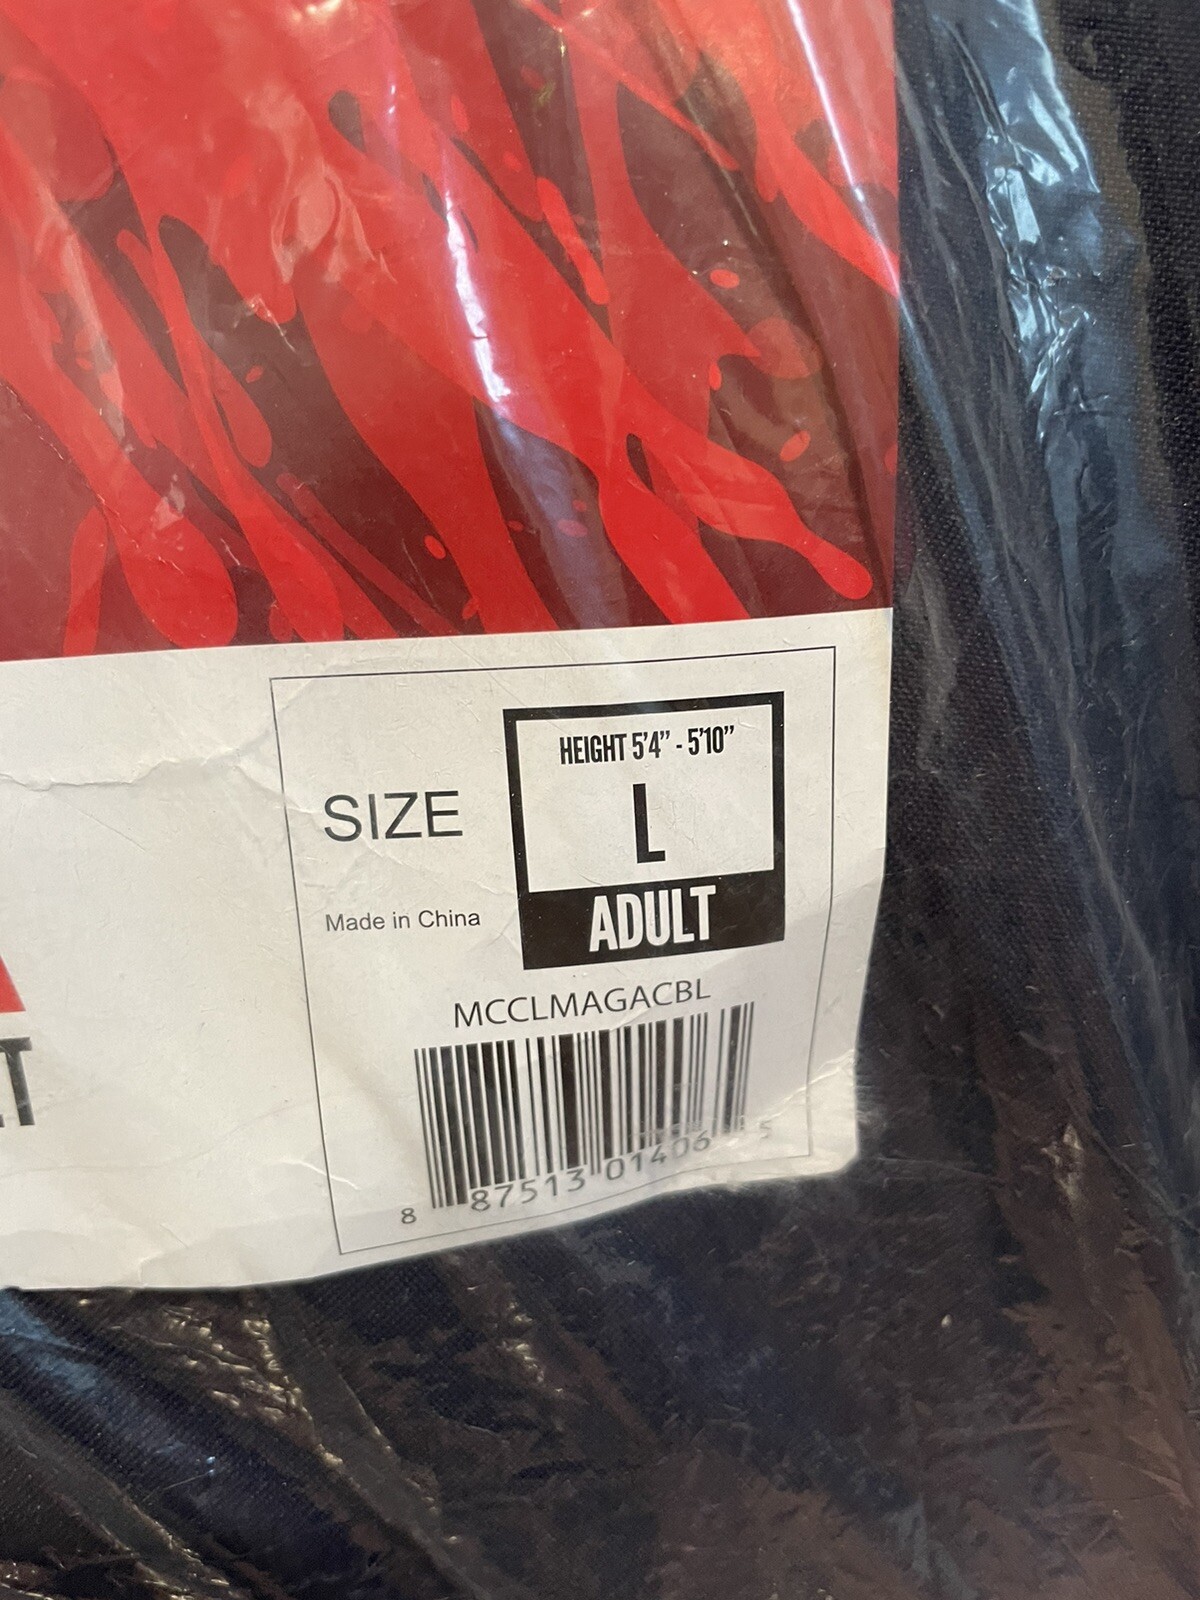 HEIGHT 5'4" - 5'10"
SIZE
L
ADULT
Made in China
MCCLMAGACBL
8 87513 01406 5